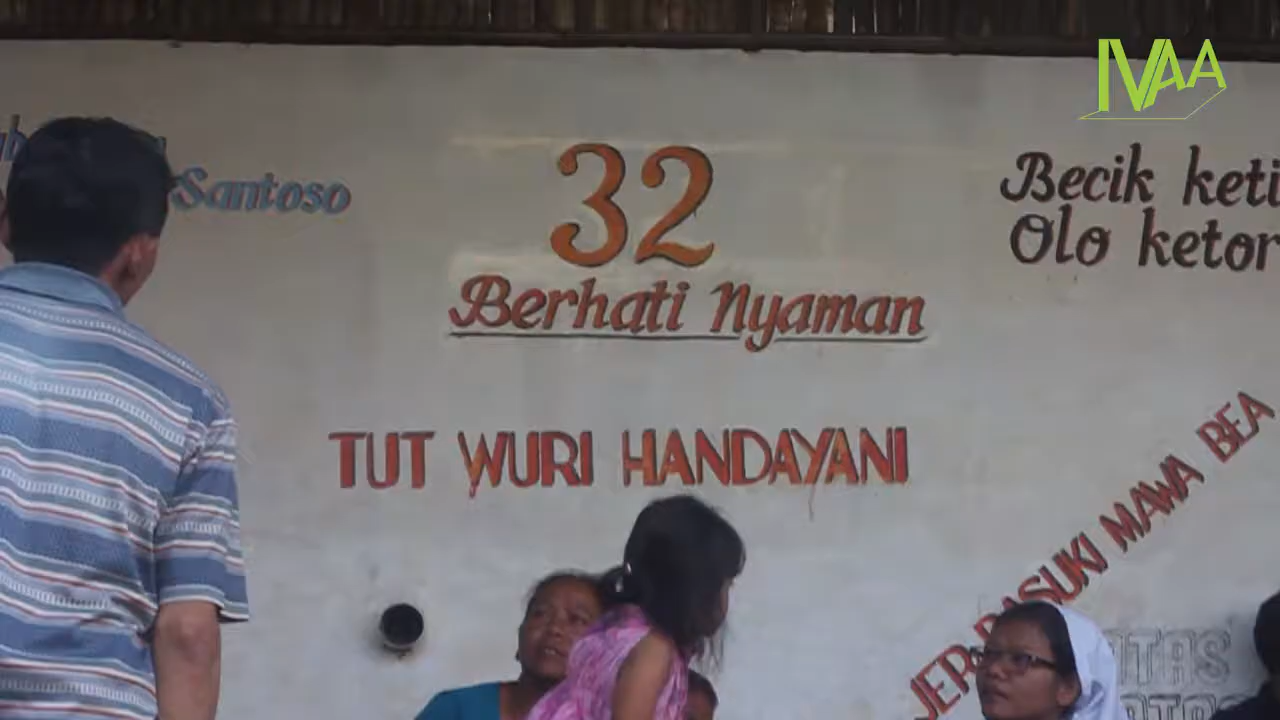 IVAA
Santoso
32
Berhati Nyaman
Becik keti
Olo ketor
TUT WURI HANDAYANI
JER BASUKI MAWA BEA